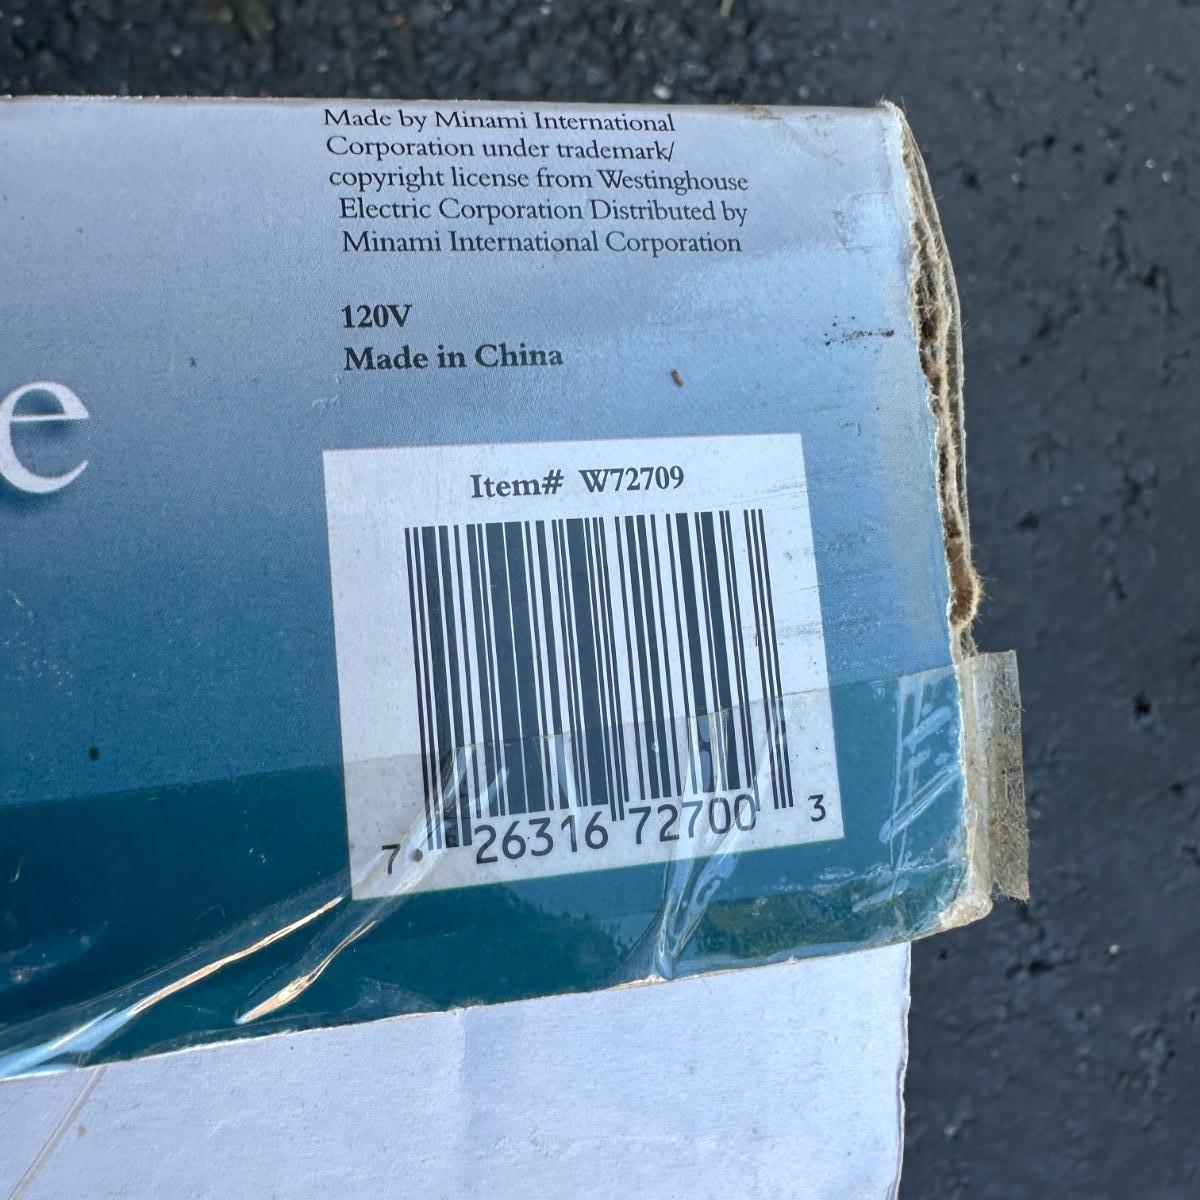 Made by Minami International
Corporation under trademark/
copyright license from Westinghouse
Electric Corporation Distributed by
Minami International Corporation
120V
Made in China
e
Item# W72709
7 26316 72700 3